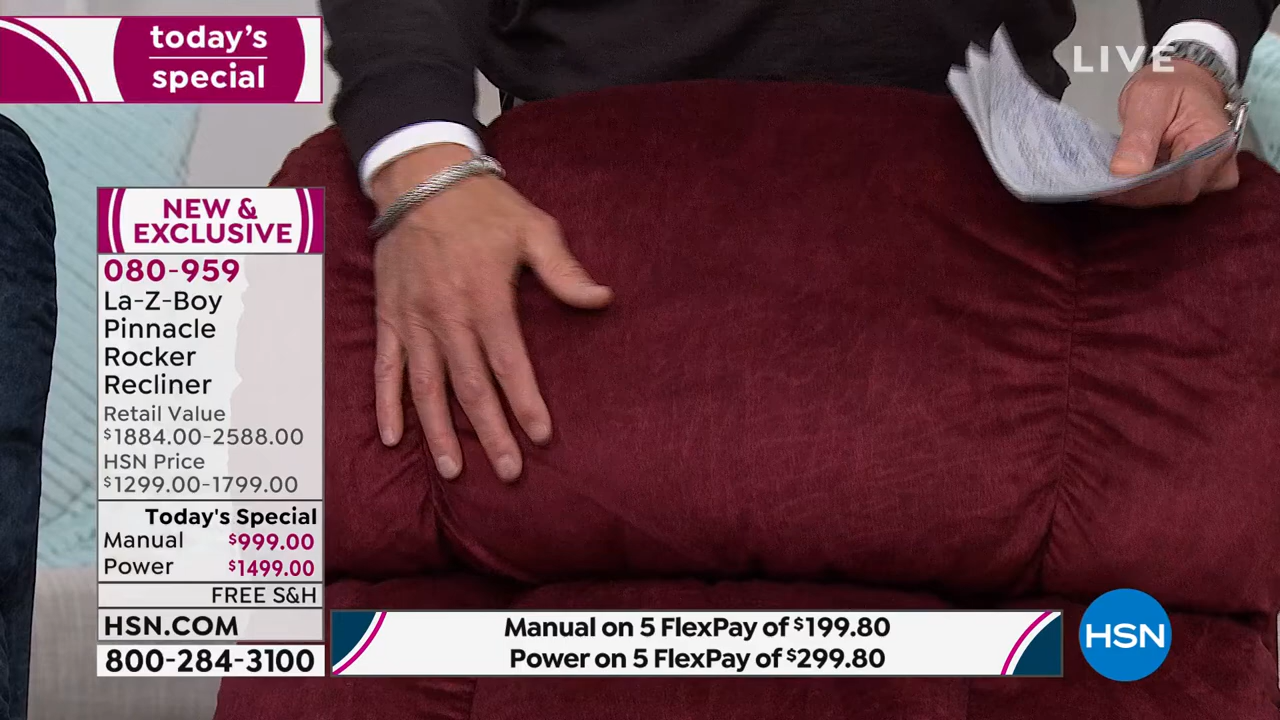 today's
special
LIVE
NEW &
EXCLUSIVE
080-959
La-Z-Boy
Pinnacle
Rocker
Recliner
Retail Value
$1884.00-2588.00
HSN Price
$1299.00-1799.00
Today's Special
Manual $999.00
Power $1499.00
FREE S&H
HSN.COM
800-284-3100
Manual on 5 FlexPay of $199.80
Power on 5 FlexPay of $299.80
HSN